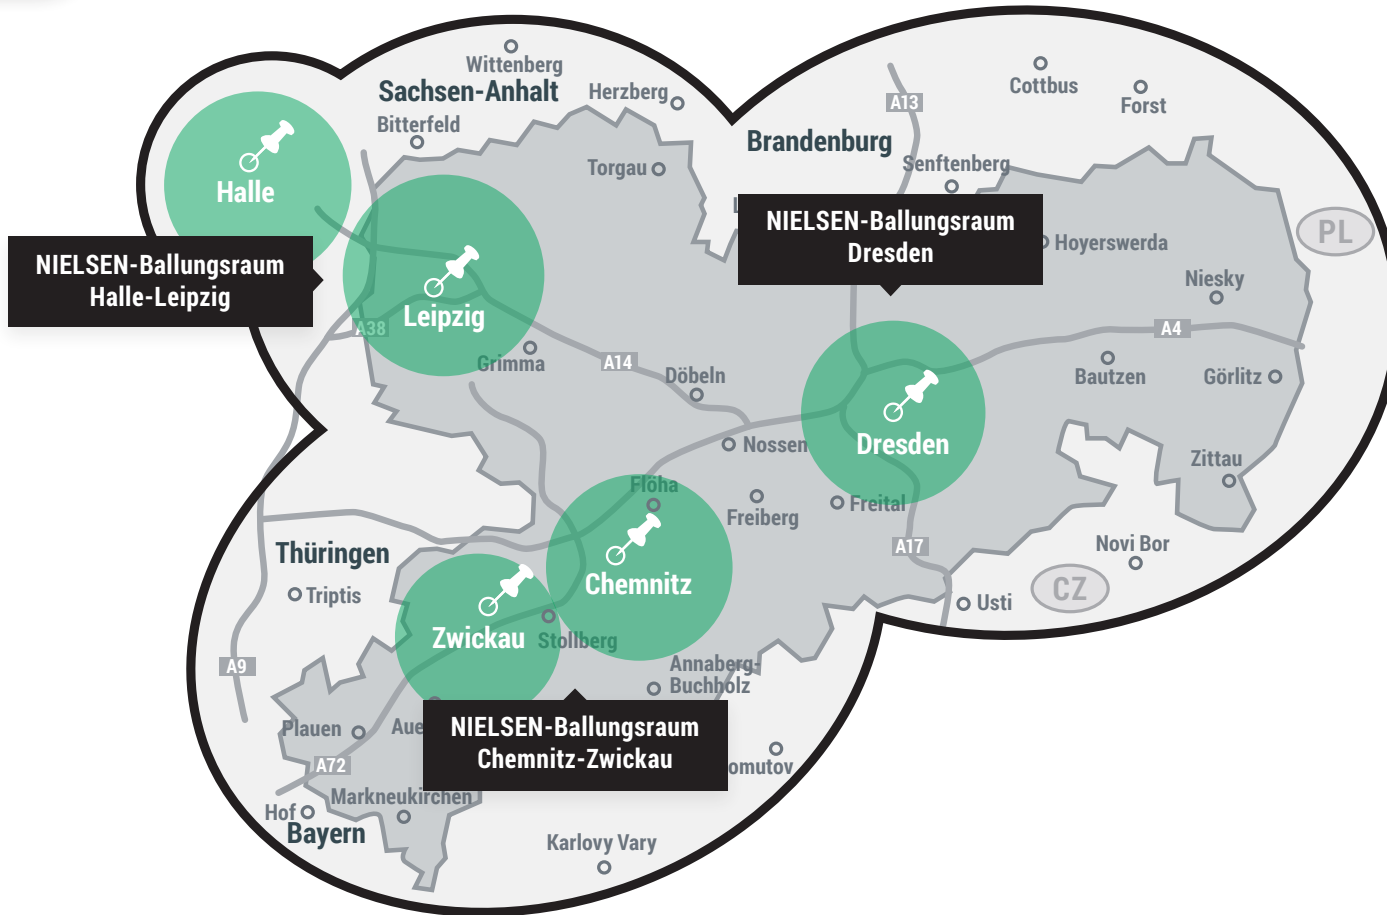 Wittenberg
Sachsen-Anhalt
Herzberg
Bitterfeld
Torgau
Cottbus
Forst
A13
Brandenburg
Senftenberg
Halle
NIELSEN-Ballungsraum
Dresden
Hoyerswerda
PL
Niesky
NIELSEN-Ballungsraum
Halle-Leipzig
Leipzig
A38
Grimma
A14
Döbeln
A4
Bautzen
Görlitz
Dresden
Nossen
Zittau
Flöha
Freiberg
Freital
A17
Novi Bor
CZ
Usti
Thüringen
Triptis
Chemnitz
Zwickau
Stollberg
A9
Annaberg-
Buchholz
Plauen
Aue
NIELSEN-Ballungsraum
Chemnitz-Zwickau
omutov
A72
Markneukirchen
Hof
Bayern
Karlovy Vary